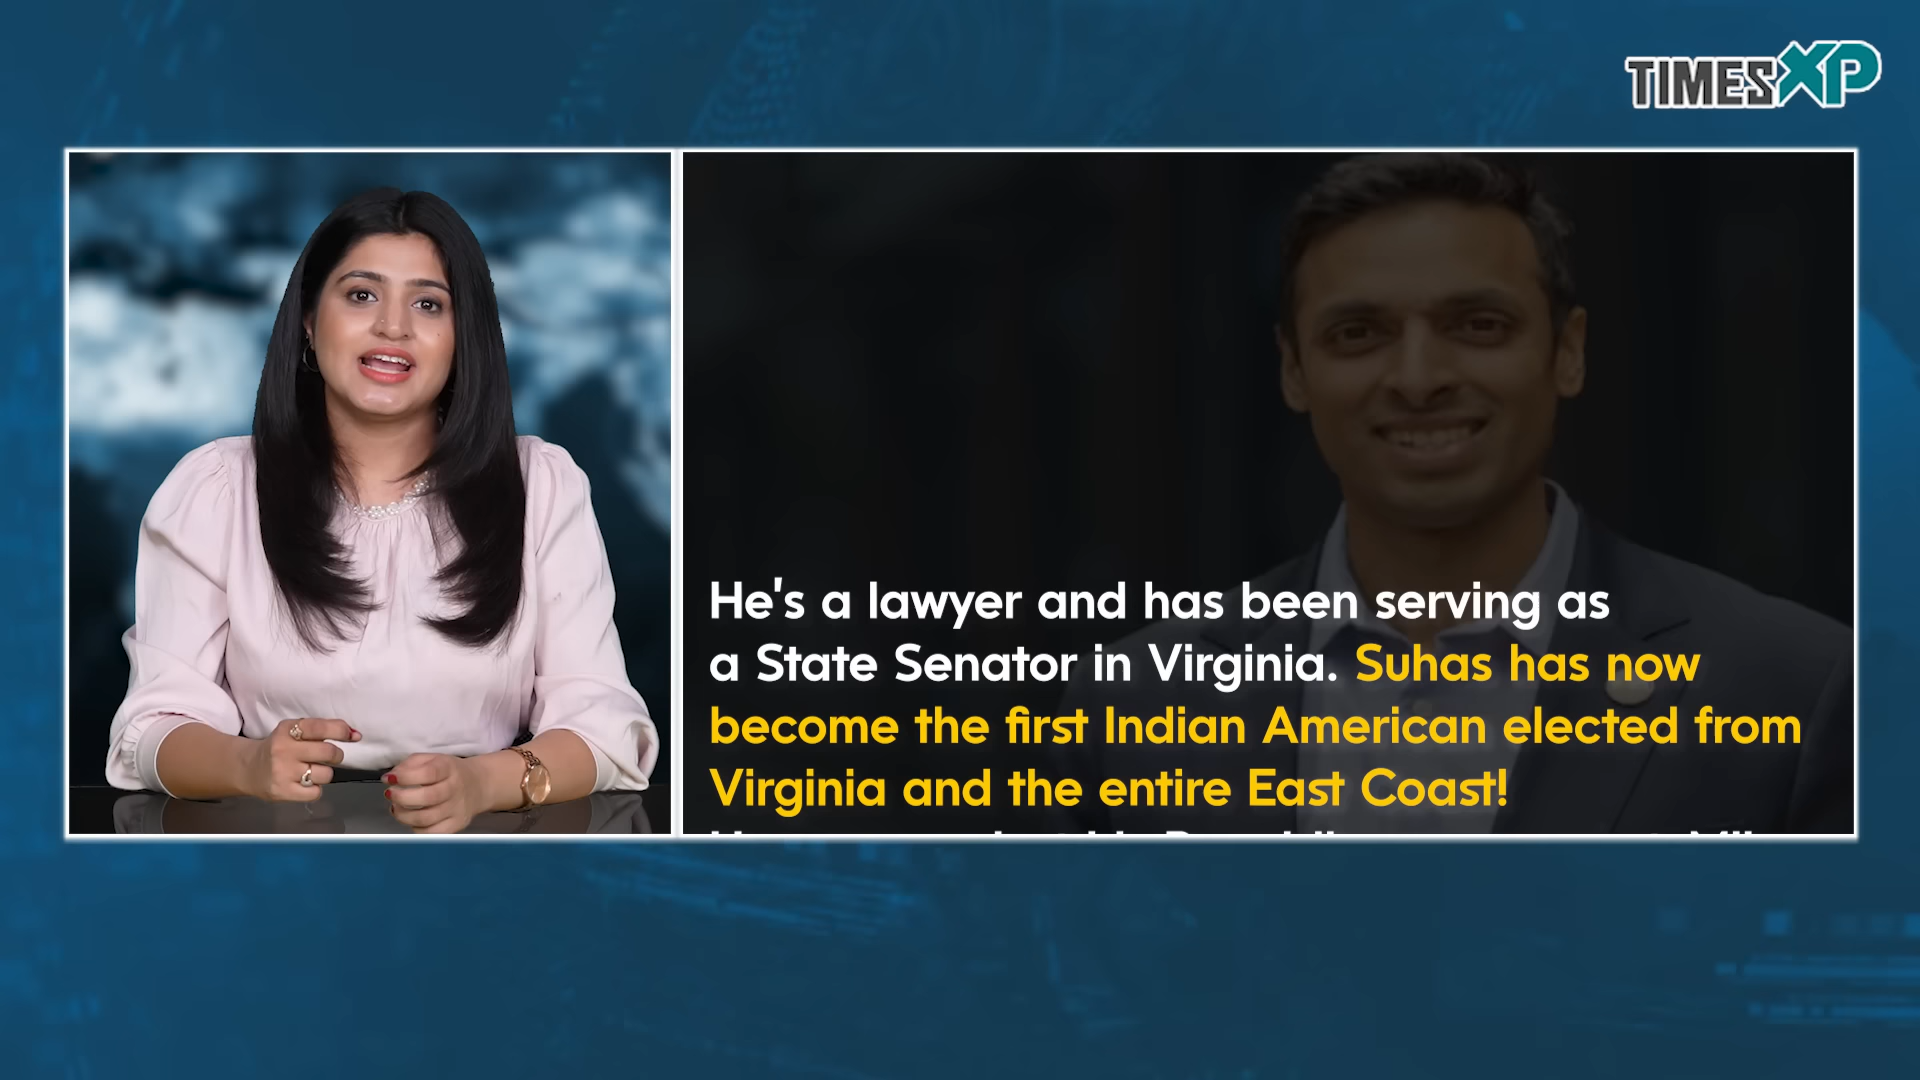 TIMESXP
He's a lawyer and has been serving as
a State Senator in Virginia. Suhas has now
become the first Indian American elected from
Virginia and the entire East Coast!